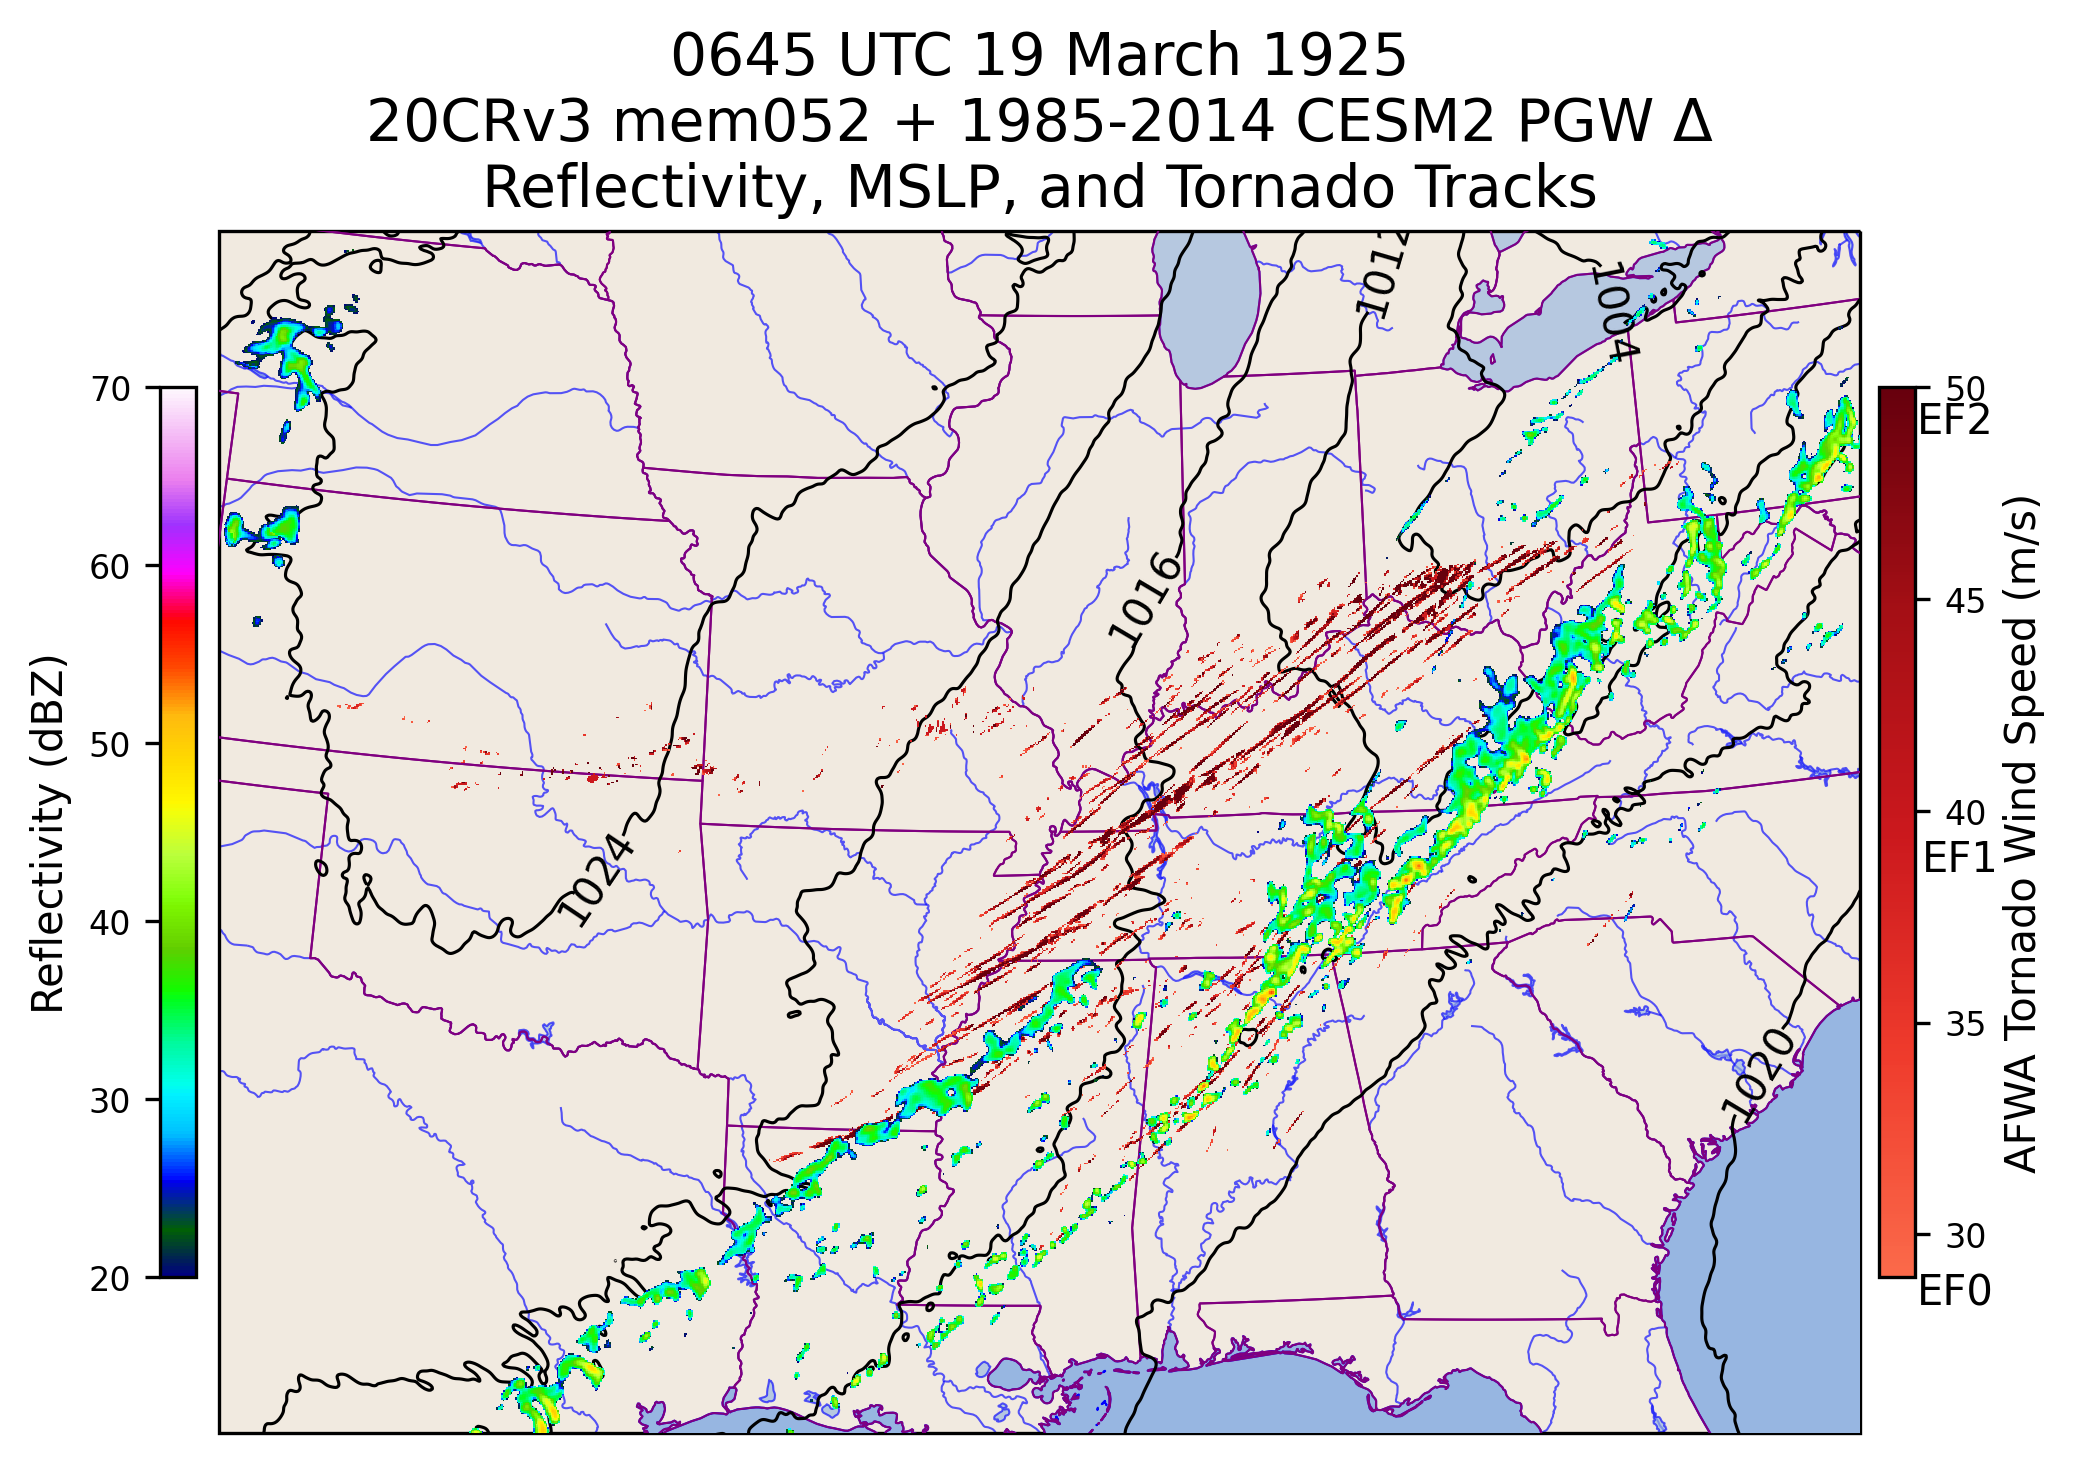 0645 UTC 19 March 1925
20CRv3 mem052 + 1985-2014 CESM2 PGW Δ
Reflectivity, MSLP, and Tornado Tracks
70
60
50
40
30
20
Reflectivity (dBZ)
1012
1004
1016
1024
1020
50
EF2
45
40
EF1
35
30
EF0
AFWA Tornado Wind Speed (m/s)